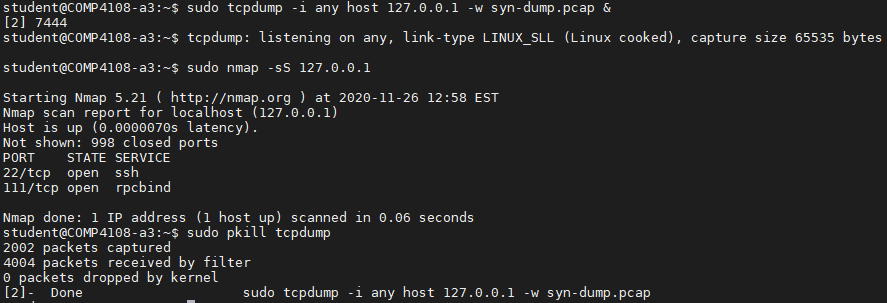 student@COMP4108-a3:~$ sudo tcpdump -i any host 127.0.0.1 -w syn-dump.pcap &
[2] 7444
student@COMP4108-a3:~$ tcpdump: listening on any, link-type LINUX_SLL (Linux cooked), capture size 65535 bytes
student@COMP4108-a3:~$ sudo nmap -sS 127.0.0.1
Starting Nmap 5.21 ( http://nmap.org ) at 2020-11-26 12:58 EST
Nmap scan report for localhost (127.0.0.1)
Host is up (0.0000070s latency).
Not shown: 998 closed ports
PORT    STATE SERVICE
22/tcp  open  ssh
111/tcp open  rpcbind
Nmap done: 1 IP address (1 host up) scanned in 0.06 seconds
student@COMP4108-a3:~$ sudo pkill tcpdump
2002 packets captured
4004 packets received by filter
0 packets dropped by kernel
[2]-  Done                    sudo tcpdump -i any host 127.0.0.1 -w syn-dump.pcap